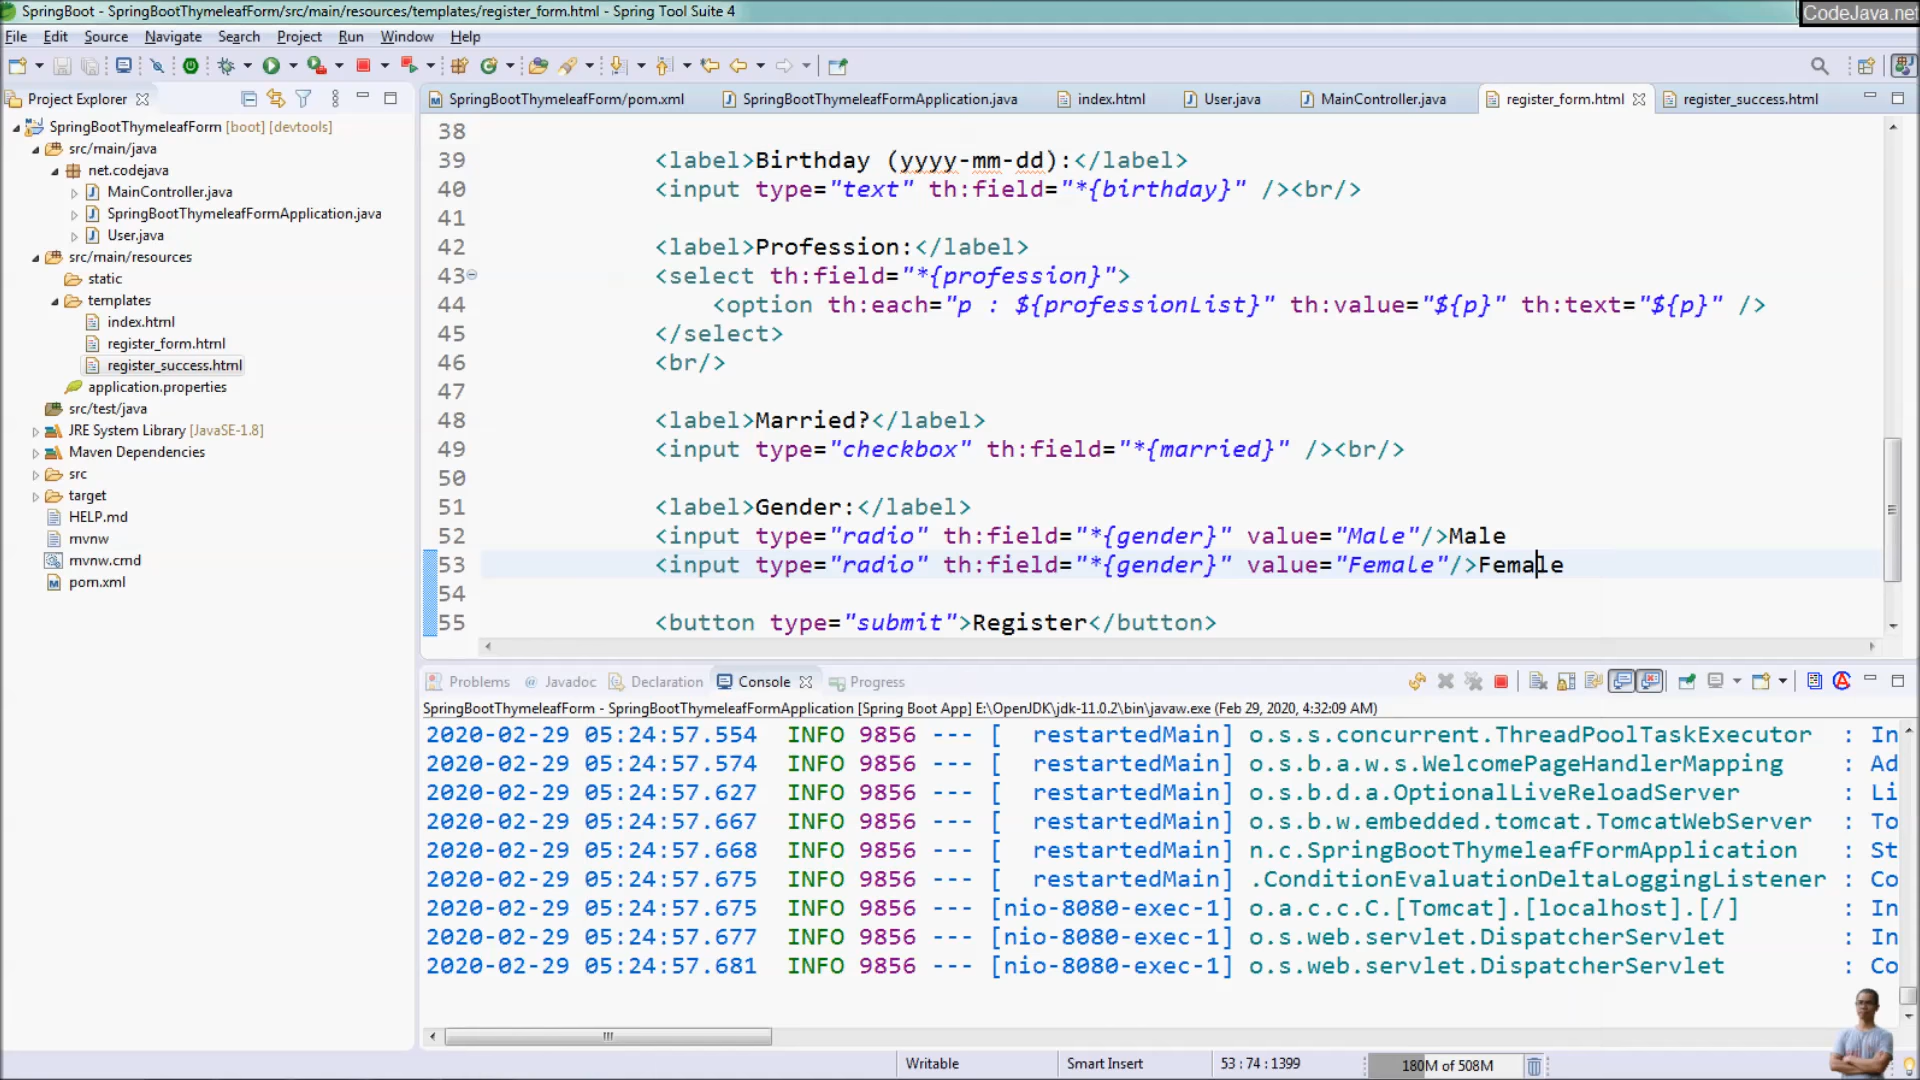 SpringBoot - SpringBootThymeleafForm/src/main/resources/templates/register_form.html - Spring Tool Suite 4
CodeJava.net
File Edit Source Navigate Search Project Run Window Help
Project Explorer
SpringBootThymeleafForm/pom.xml SpringBootThymeleafFormApplication.java index.html User.java MainController.java register_form.html register_success.html
SpringBootThymeleafForm [boot] [devtools]
src/main/java
net.codejava
MainController.java
SpringBootThymeleafFormApplication.java
User.java
src/main/resources
static
templates
index.html
register_form.html
register_success.html
application.properties
src/test/java
JRE System Library [JavaSE-1.8]
Maven Dependencies
src
target
HELP.md
mvnw
mvnw.cmd
pom.xml
38
39 <label>Birthday (yyyy-mm-dd):</label>
40 <input type="text" th:field="*{birthday}" /><br/>
41
42 <label>Profession:</label>
43 <select th:field="*{profession}">
44 <option th:each="p : ${professionList}" th:value="${p}" th:text="${p}" />
45 </select>
46 <br/>
47
48 <label>Married?</label>
49 <input type="checkbox" th:field="*{married}" /><br/>
50
51 <label>Gender:</label>
52 <input type="radio" th:field="*{gender}" value="Male"/>Male
53 <input type="radio" th:field="*{gender}" value="Female"/>Female
54
55 <button type="submit">Register</button>
Problems Javadoc Declaration Console Progress
SpringBootThymeleafForm - SpringBootThymeleafFormApplication [Spring Boot App] E:\OpenJDK\jdk-11.0.2\bin\javaw.exe (Feb 29, 2020, 4:32:09 AM)
2020-02-29 05:24:57.554 INFO 9856 --- [ restartedMain] o.s.s.concurrent.ThreadPoolTaskExecutor : In
2020-02-29 05:24:57.574 INFO 9856 --- [ restartedMain] o.s.b.a.w.s.WelcomePageHandlerMapping : Ad
2020-02-29 05:24:57.627 INFO 9856 --- [ restartedMain] o.s.b.d.a.OptionalLiveReloadServer : Li
2020-02-29 05:24:57.667 INFO 9856 --- [ restartedMain] o.s.b.w.embedded.tomcat.TomcatWebServer : To
2020-02-29 05:24:57.668 INFO 9856 --- [ restartedMain] n.c.SpringBootThymeleafFormApplication : St
2020-02-29 05:24:57.675 INFO 9856 --- [ restartedMain] .ConditionEvaluationDeltaLoggingListener : Co
2020-02-29 05:24:57.675 INFO 9856 --- [nio-8080-exec-1] o.a.c.c.C.[Tomcat].[localhost].[/] : In
2020-02-29 05:24:57.677 INFO 9856 --- [nio-8080-exec-1] o.s.web.servlet.DispatcherServlet : In
2020-02-29 05:24:57.681 INFO 9856 --- [nio-8080-exec-1] o.s.web.servlet.DispatcherServlet : Co
Writable Smart Insert 53 : 74 : 1399 180M of 508M